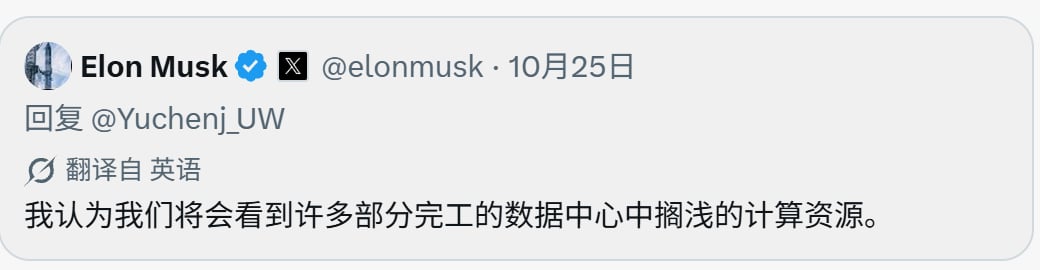 Elon Musk @elonmusk · 10月25日
回复 @Yuchenj_UW
翻译自 英语
我认为我们将会看到许多部分完工的数据中心中搁浅的计算资源。